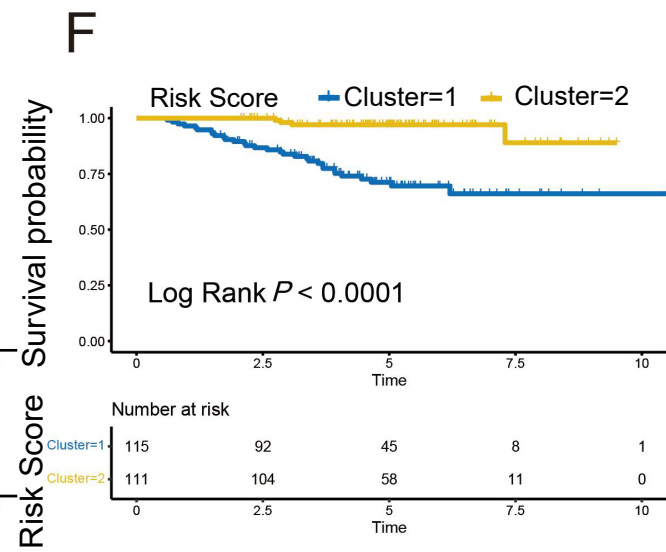 F
Risk Score Cluster=1 Cluster=2
Survival probability
1.00
0.75
0.50
0.25
0.00
Log Rank P < 0.0001
0 2.5 5 7.5 10
Time
Risk Score
Number at risk
Cluster=1 115 92 45 8 1
Cluster=2 111 104 58 11 0
0 2.5 5 7.5 10
Time